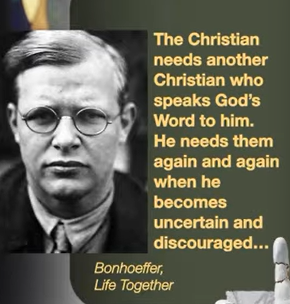 The Christian
needs another
Christian who
speaks God's
Word to him.
He needs them
again and again
when he
becomes
uncertain and
discouraged...
Bonhoeffer,
Life Together